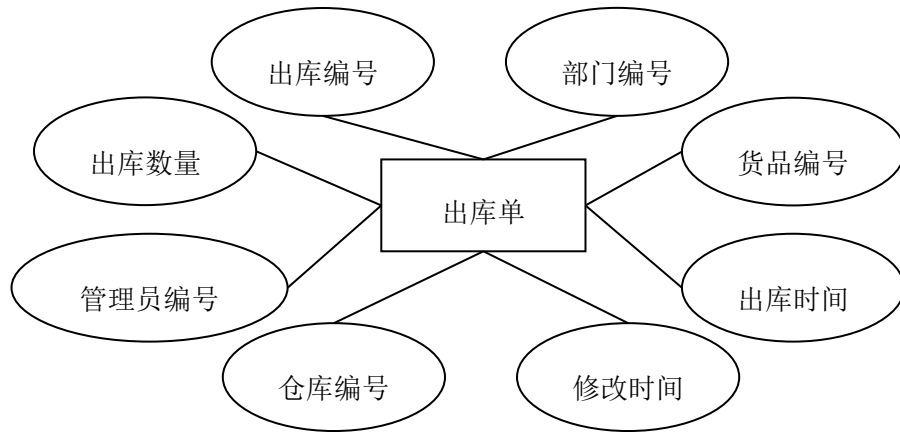 出库编号
部门编号
出库数量
货品编号
出库单
管理员编号
出库时间
仓库编号
修改时间